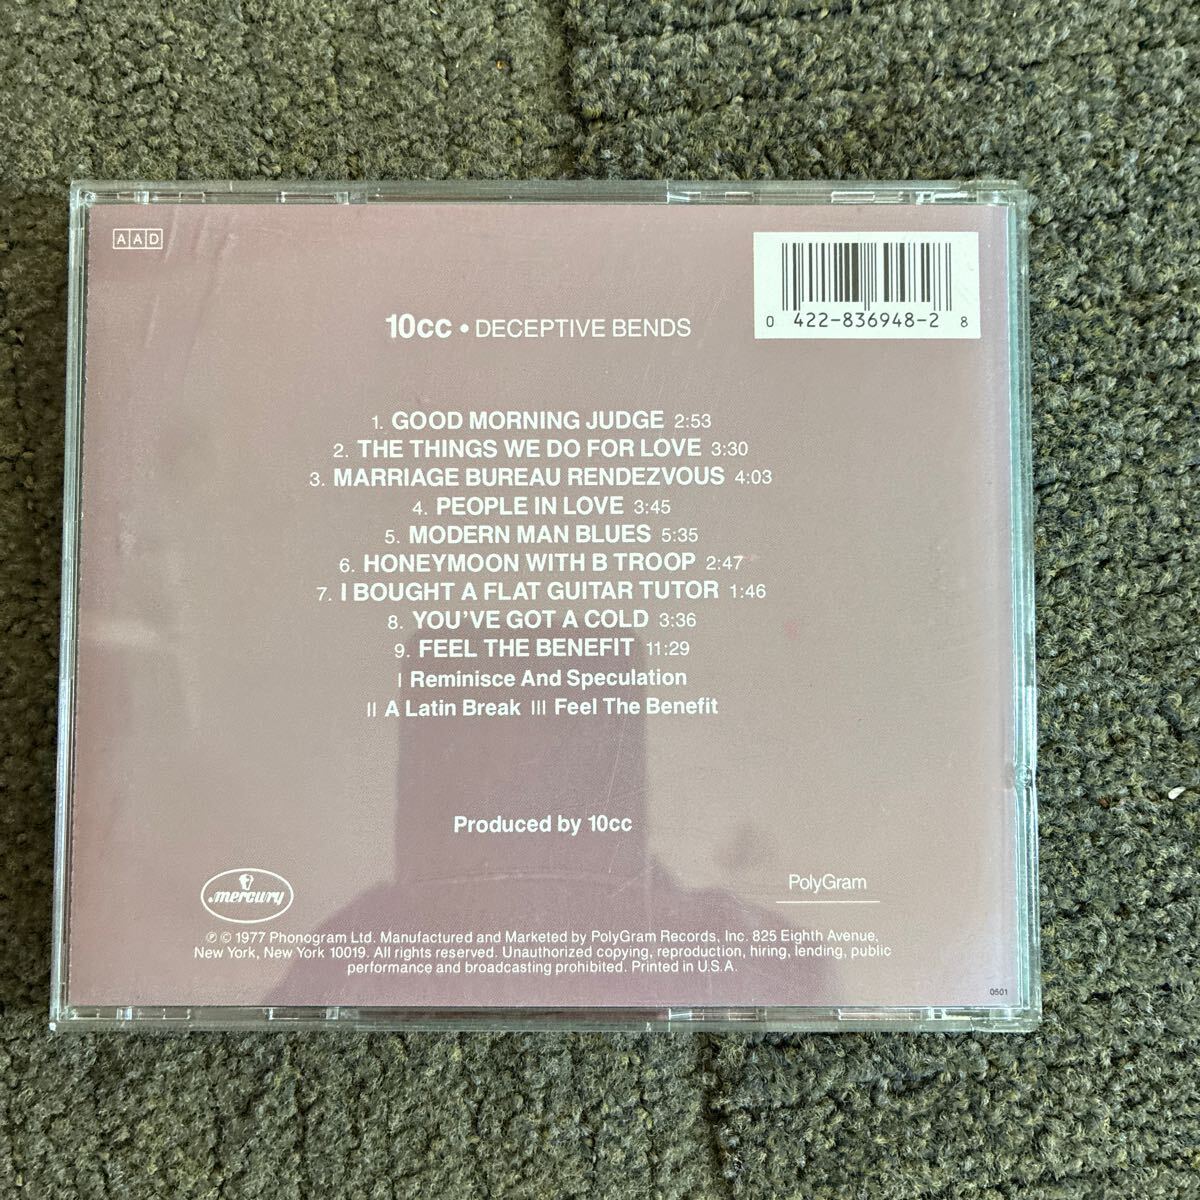 AAD
0 422-836948-2 8
10cc • DECEPTIVE BENDS
1. GOOD MORNING JUDGE 2:53
2. THE THINGS WE DO FOR LOVE 3:30
3. MARRIAGE BUREAU RENDEZVOUS 4:03
4. PEOPLE IN LOVE 3:45
5. MODERN MAN BLUES 5:35
6. HONEYMOON WITH B TROOP 2:47
7. I BOUGHT A FLAT GUITAR TUTOR 1:46
8. YOU'VE GOT A COLD 3:36
9. FEEL THE BENEFIT 11:29
I Reminisce And Speculation
II A Latin Break III Feel The Benefit
Produced by 10cc
mercury
PolyGram
℗ © 1977 Phonogram Ltd. Manufactured and Marketed by PolyGram Records, Inc. 825 Eighth Avenue,
New York, New York 10019. All rights reserved. Unauthorized copying, reproduction, hiring, lending, public
performance and broadcasting prohibited. Printed in U.S.A.
0501